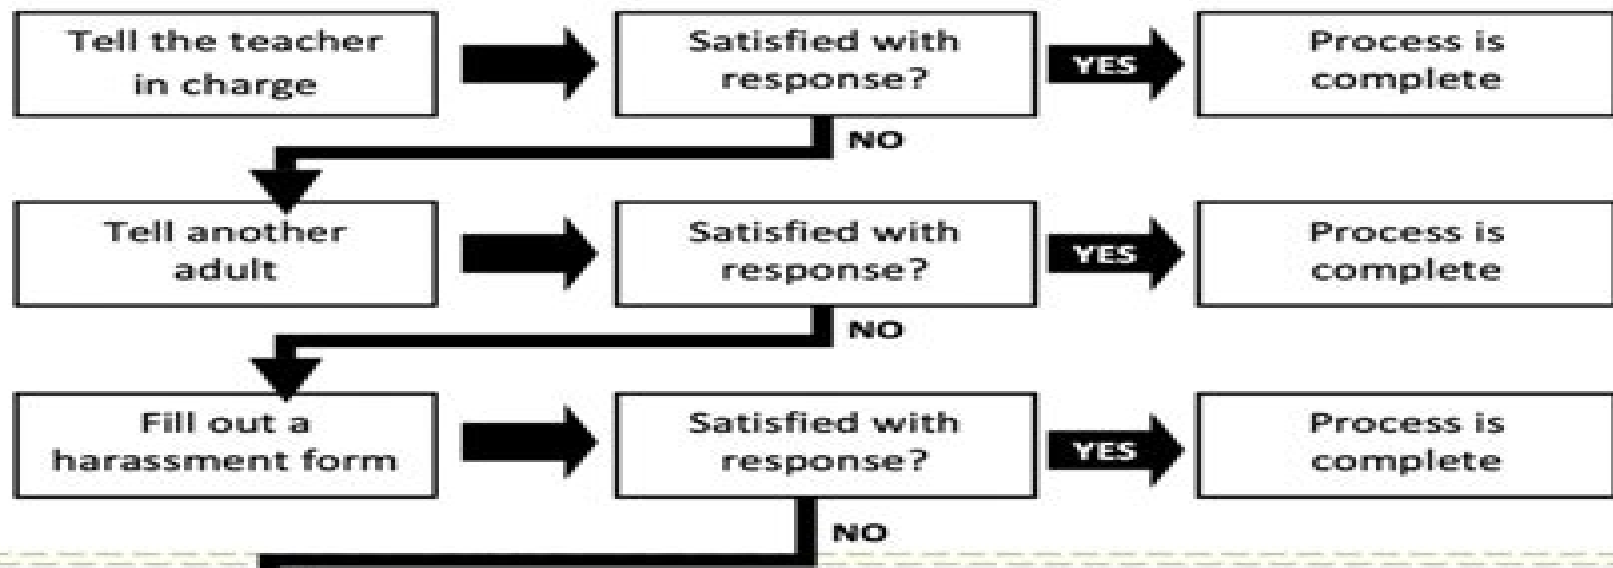 Tell the teacher
in charge
Satisfied with
response?
YES
Process is
complete
NO
Tell another
adult
Satisfied with
response?
YES
Process is
complete
NO
Fill out a
harassment form
Satisfied with
response?
YES
Process is
complete
NO